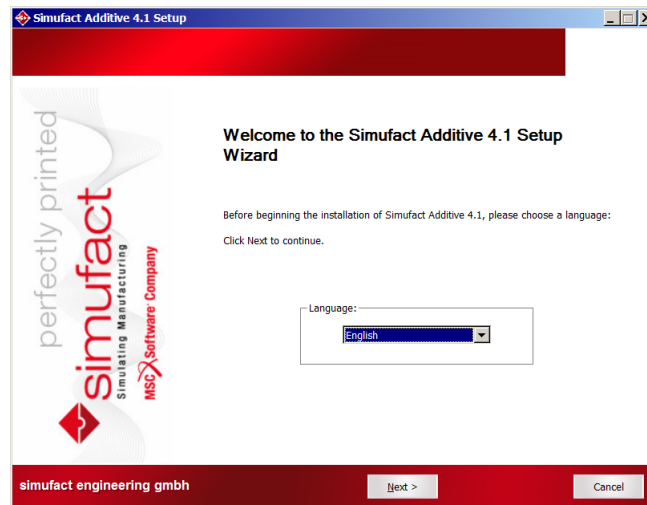 Simufact Additive 4.1 Setup
perfectly printed
simufact
Simulating Manufacturing
MSC Software Company
Welcome to the Simufact Additive 4.1 Setup
Wizard
Before beginning the installation of Simufact Additive 4.1, please choose a language:
Click Next to continue.
Language:
English
simufact engineering gmbh
Next >
Cancel